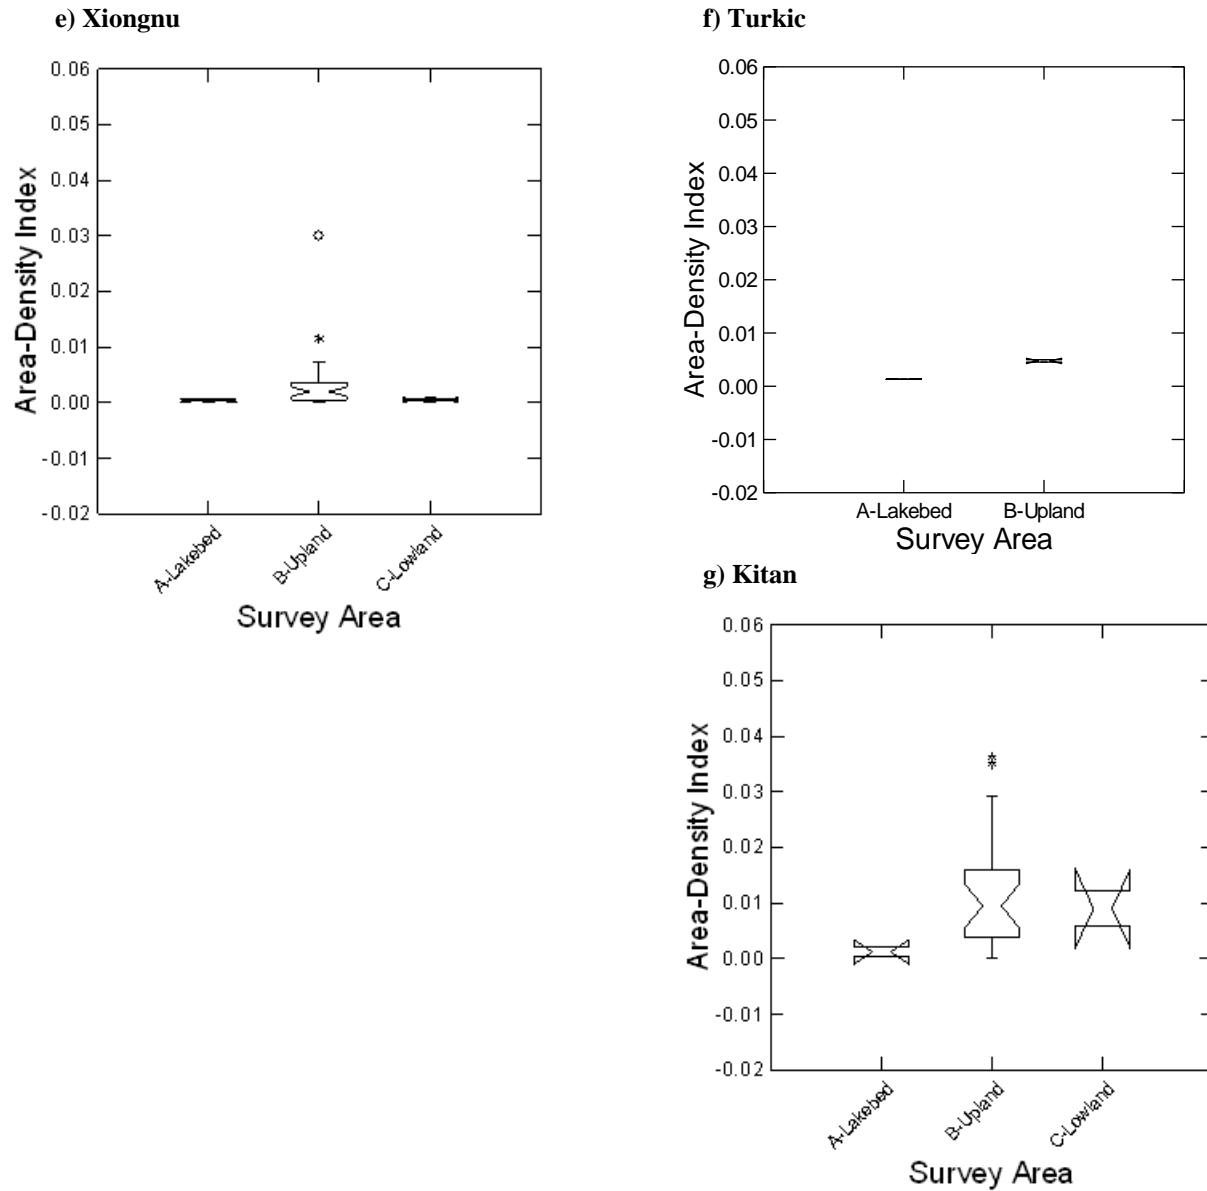 e) Xiongnu
0.06
0.05
0.04
0.03
0.02
0.01
0.00
-0.01
-0.02
Area-Density Index
A-Lakebed
B-Upland
C-Lowland
Survey Area
f) Turkic
0.06
0.05
0.04
0.03
0.02
0.01
0.00
-0.01
-0.02
Area-Density Index
A-Lakebed B-Upland
Survey Area
g) Kitan
0.06
0.05
0.04
0.03
0.02
0.01
0.00
-0.01
-0.02
Area-Density Index
A-Lakebed
B-Upland
C-Lowland
Survey Area